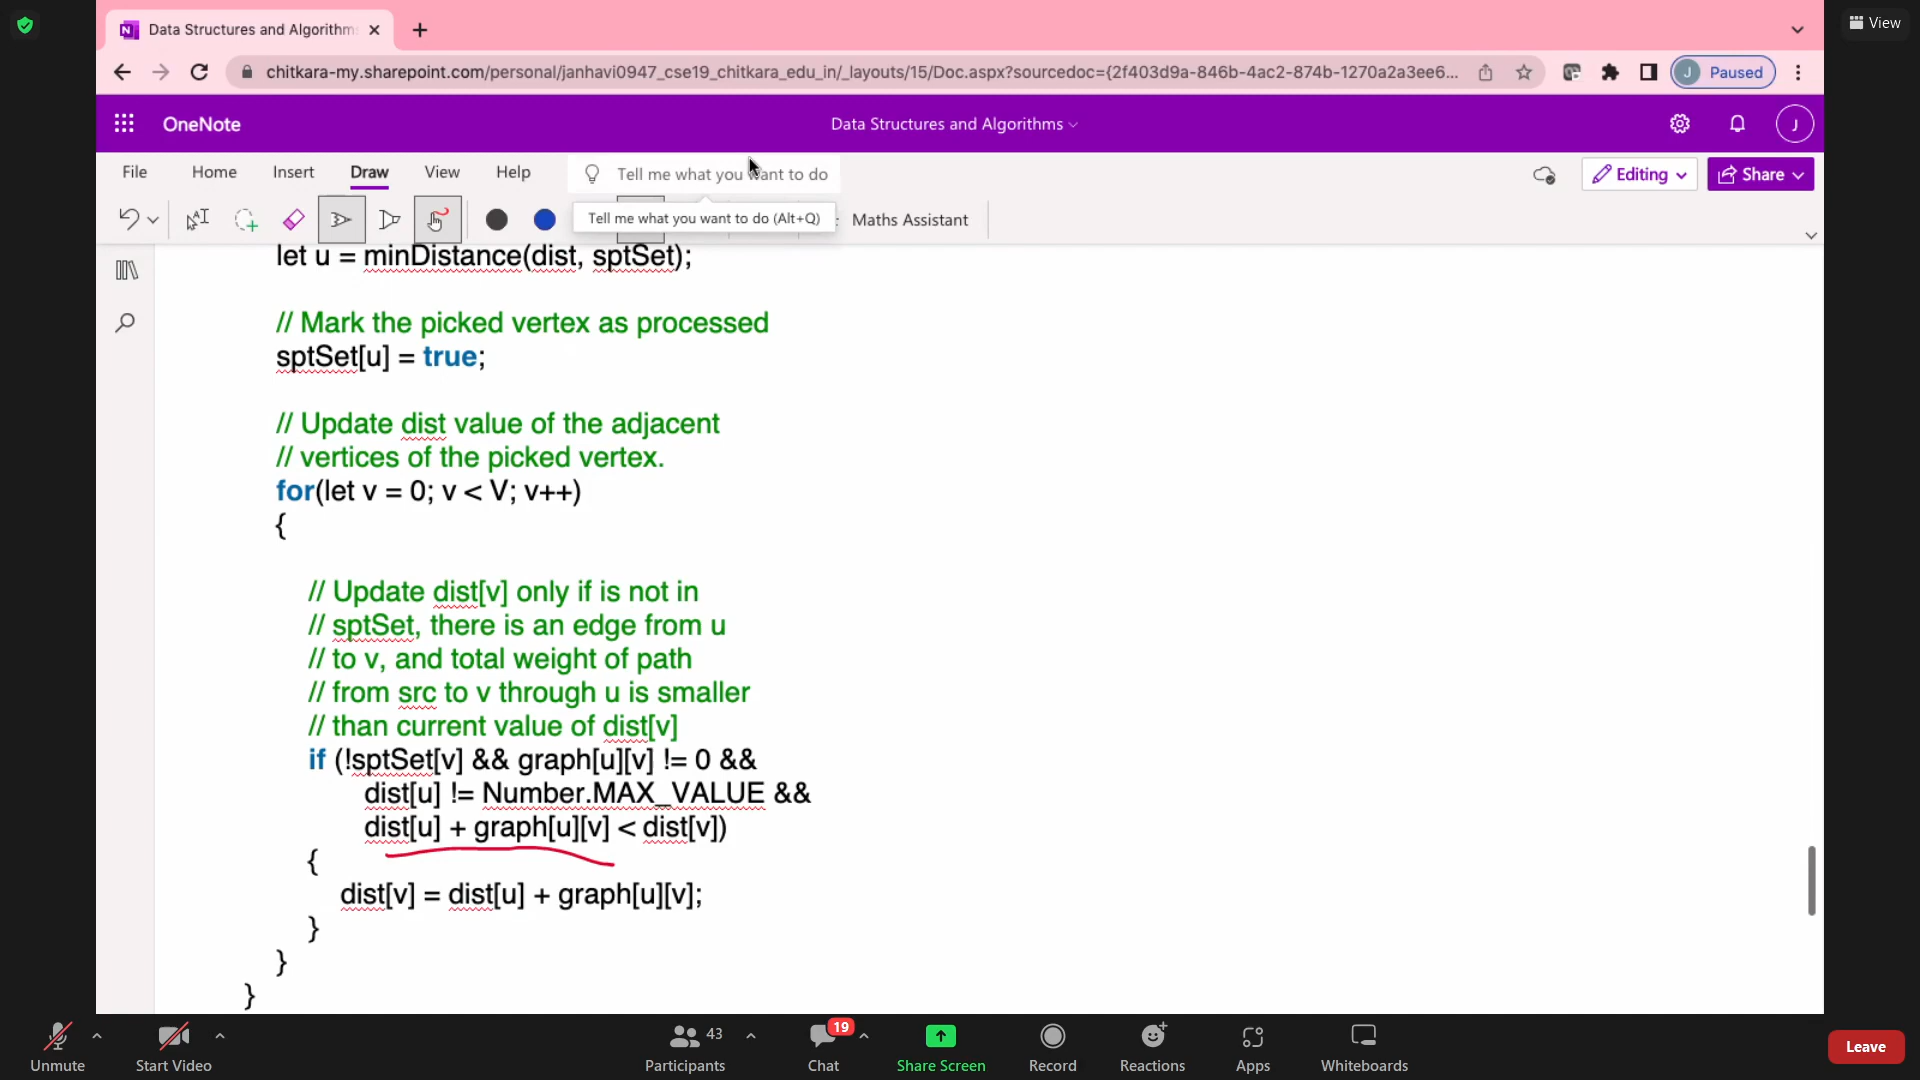 View
Data Structures and Algorithm
chitkara-my.sharepoint.com/personal/janhavi0947_cse19_chitkara_edu_in/_layouts/15/Doc.aspx?sourcedoc={2f403d9a-846b-4ac2-874b-1270a2a3ee6...
J Paused
OneNote
Data Structures and Algorithms
J
File Home Insert Draw View Help
Tell me what you want to do
Editing
Share
Tell me what you want to do (Alt+Q)
Maths Assistant
let u = minDistance(dist, sptSet);
// Mark the picked vertex as processed
sptSet[u] = true;
// Update dist value of the adjacent
// vertices of the picked vertex.
for(let v = 0; v < V; v++)
{
// Update dist[v] only if is not in
// sptSet, there is an edge from u
// to v, and total weight of path
// from src to v through u is smaller
// than current value of dist[v]
if (!sptSet[v] && graph[u][v] != 0 &&
dist[u] != Number.MAX_VALUE &&
dist[u] + graph[u][v] < dist[v])
{
dist[v] = dist[u] + graph[u][v];
}
}
}
43
19
Unmute Start Video Participants Chat Share Screen Record Reactions Apps Whiteboards
Leave